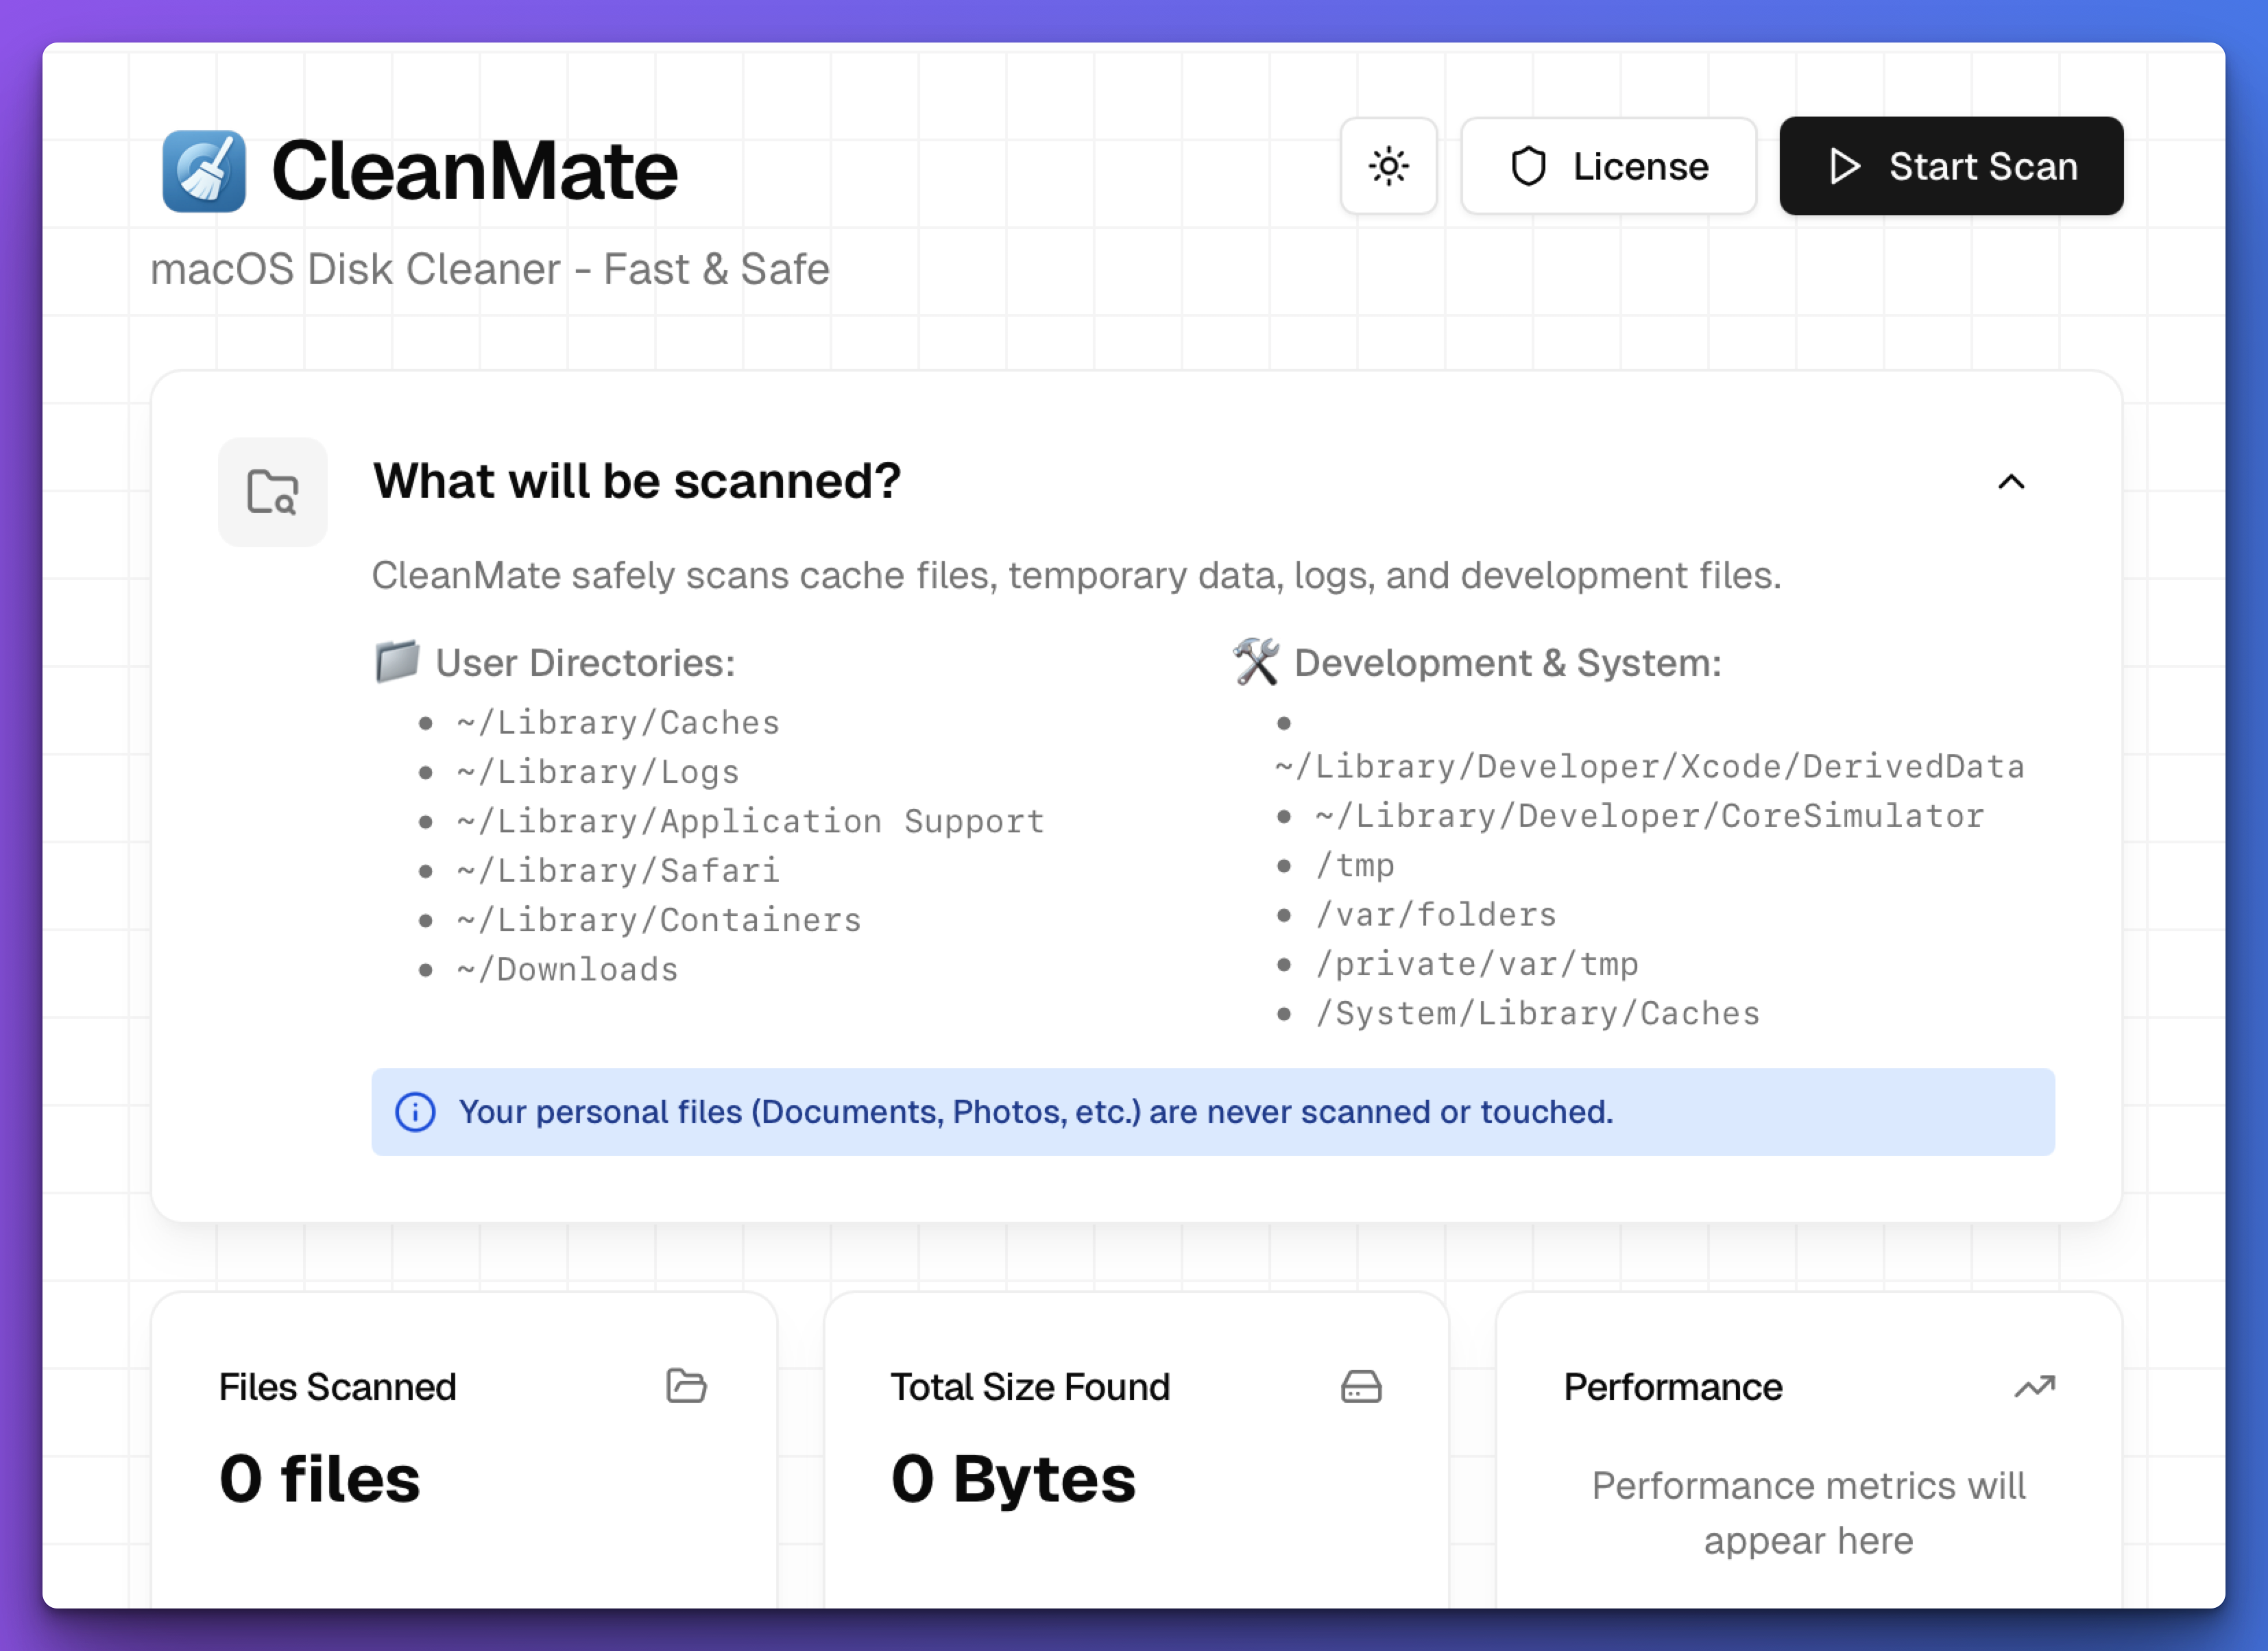 CleanMate
License
Start Scan
macOS Disk Cleaner - Fast & Safe
What will be scanned?
CleanMate safely scans cache files, temporary data, logs, and development files.
User Directories:
• ~/Library/Caches
• ~/Library/Logs
• ~/Library/Application Support
• ~/Library/Safari
• ~/Library/Containers
• ~/Downloads
Development & System:
•
~/Library/Developer/Xcode/DerivedData
• ~/Library/Developer/CoreSimulator
• /tmp
• /var/folders
• /private/var/tmp
• /System/Library/Caches
Your personal files (Documents, Photos, etc.) are never scanned or touched.
Files Scanned
0 files
Total Size Found
0 Bytes
Performance
Performance metrics will
appear here